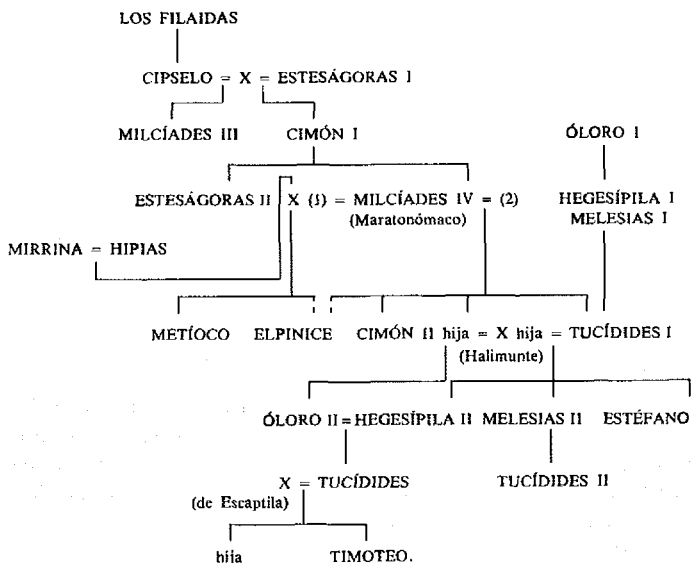 LOS FILAIDAS
CIPSELO = X = ESTESÁGORAS I
MILCÍADES III CIMÓN I ÓLORO I
ESTESÁGORAS II X (1) = MILCÍADES IV = (2) HEGESÍPILA I
(Maratonómaco) MELESIAS I
MIRRINA = HIPIAS
METÍOCO ELPINICE CIMÓN II hija = X hija = TUCÍDIDES I
(Halimunte)
ÓLORO II = HEGESÍPILA II MELESIAS II ESTÉFANO
X = TUCÍDIDES TUCÍDIDES II
(de Escaptila)
hija TIMOTEO.